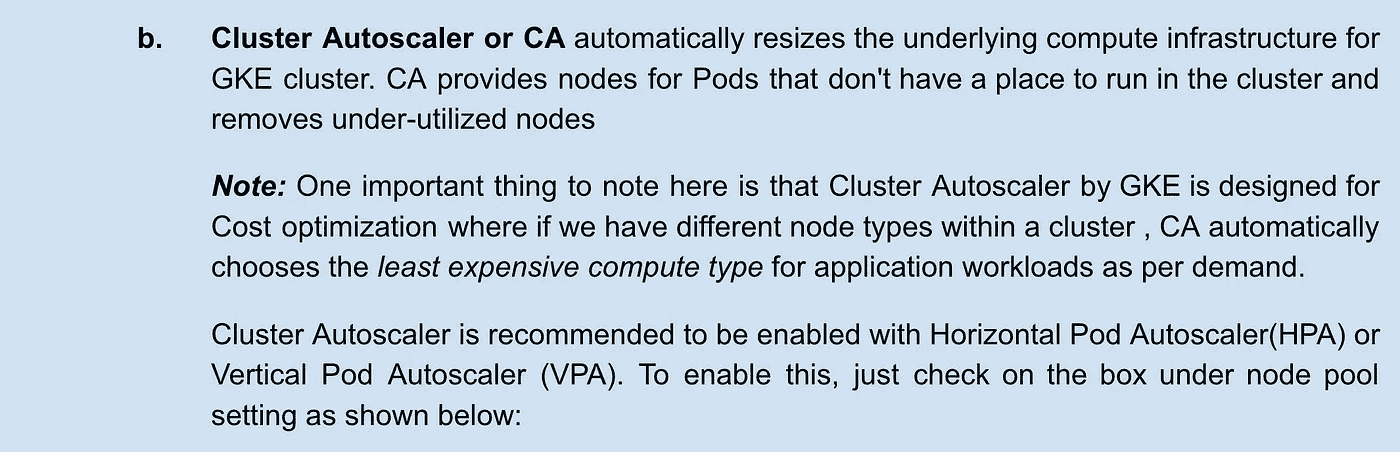 b. Cluster Autoscaler or CA automatically resizes the underlying compute infrastructure for
GKE cluster. CA provides nodes for Pods that don't have a place to run in the cluster and
removes under-utilized nodes
Note: One important thing to note here is that Cluster Autoscaler by GKE is designed for
Cost optimization where if we have different node types within a cluster , CA automatically
chooses the least expensive compute type for application workloads as per demand.
Cluster Autoscaler is recommended to be enabled with Horizontal Pod Autoscaler(HPA) or
Vertical Pod Autoscaler (VPA). To enable this, just check on the box under node pool
setting as shown below: